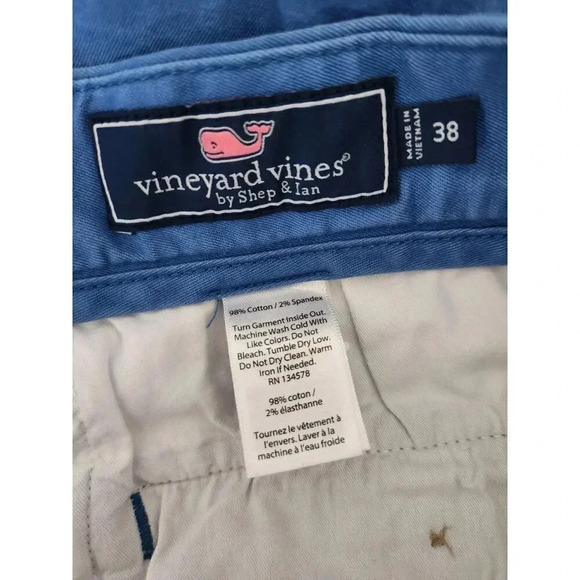 vineyard vines®
by Shep & Ian
MADE IN
VIETNAM
38
98% Cotton / 2% Spandex
Turn Garment Inside Out.
Machine Wash Cold With
Like Colors. Do Not
Bleach. Tumble Dry Low.
Do Not Dry Clean. Warm
Iron If Needed.
RN 134578
98% coton /
2% élasthanne
Tournez le vêtement à
l'envers. Laver à la
machine à l'eau froide